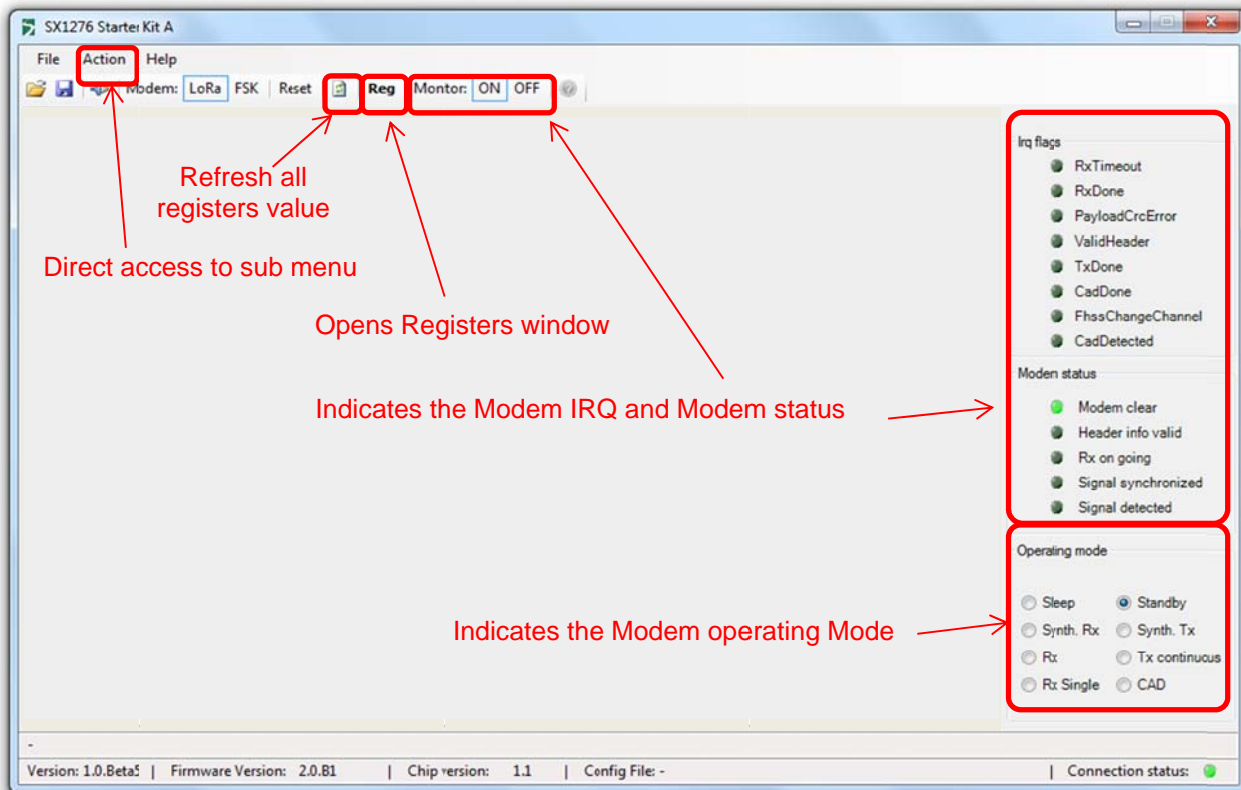 SX1276 Starter Kit A
File Action Help
Modem: LoRa FSK Reset Reg Montor: ON OFF
Refresh all
registers value
Direct access to sub menu
Opens Registers window
Indicates the Modem IRQ and Modem status
Indicates the Modem operating Mode
Irq flags
RxTimeout
RxDone
PayloadCrcError
ValidHeader
TxDone
CadDone
FhssChangeChannel
CadDetected
Moden status
Modem clear
Header info valid
Rx on going
Signal synchronized
Signal detected
Operating mode
Sleep Standby
Synth. Rx Synth. Tx
Rx Tx continuous
Rx Single CAD
-
Version: 1.0.Beta5 | Firmware Version: 2.0.B1 | Chip version: 1.1 | Config File: - | Connection status: